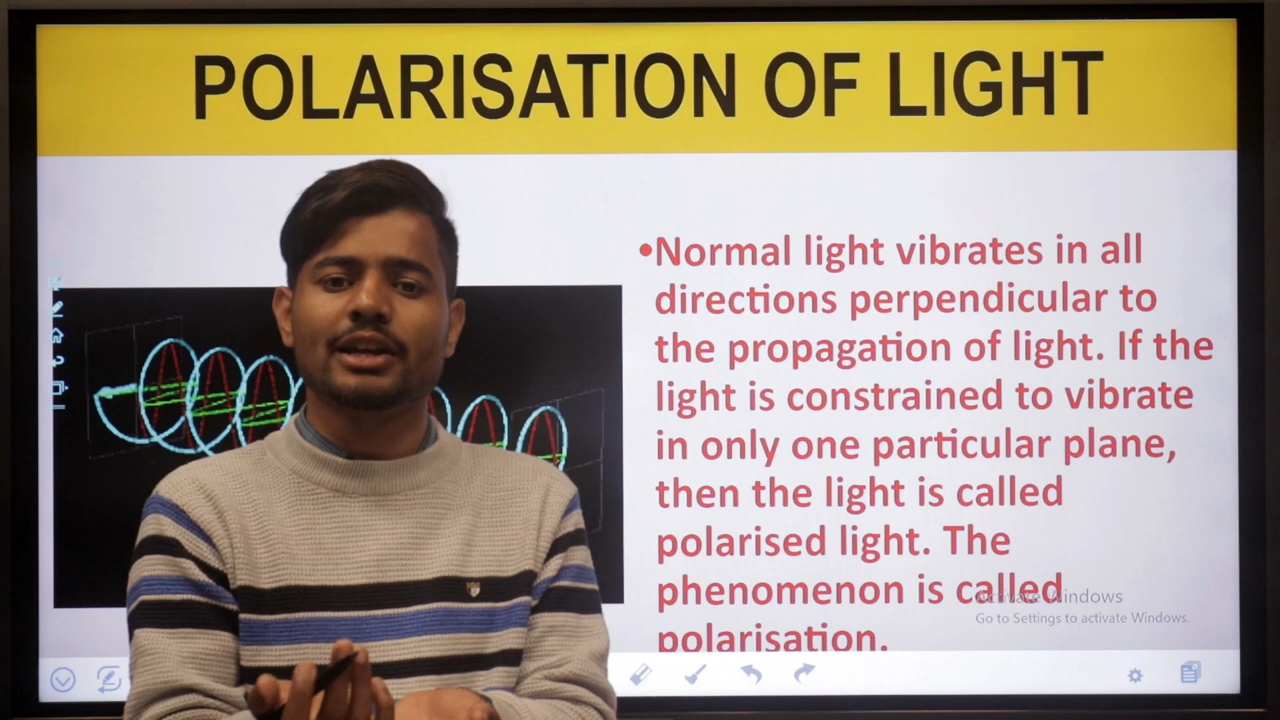 POLARISATION OF LIGHT
•Normal light vibrates in all
directions perpendicular to
the propagation of light. If the
light is constrained to vibrate
in only one particular plane,
then the light is called
polarised light. The
phenomenon is called
polarisation.
Activate Windows
Go to Settings to activate Windows.